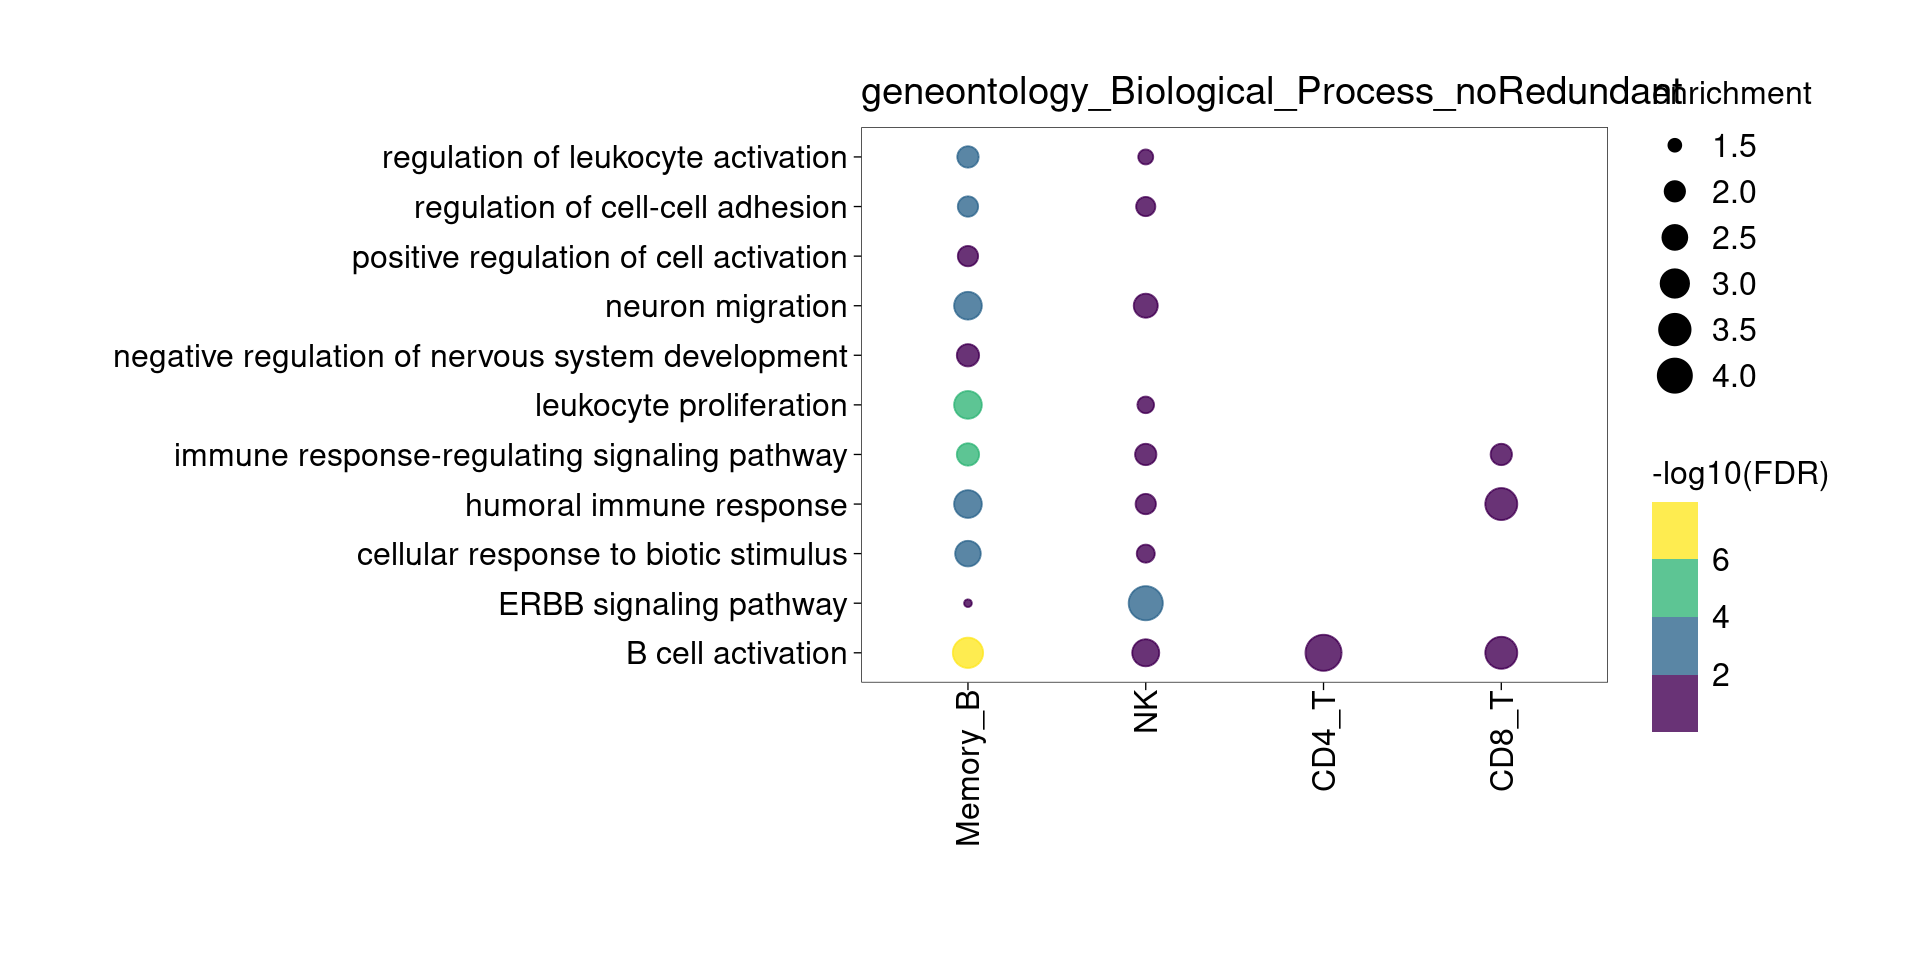 geneontology_Biological_Process_noRedundant
enrichment
regulation of leukocyte activation
regulation of cell-cell adhesion
positive regulation of cell activation
neuron migration
negative regulation of nervous system development
leukocyte proliferation
immune response-regulating signaling pathway
humoral immune response
cellular response to biotic stimulus
ERBB signaling pathway
B cell activation
Memory_B
NK
CD4_T
CD8_T
1.5
2.0
2.5
3.0
3.5
4.0
-log10(FDR)
6
4
2